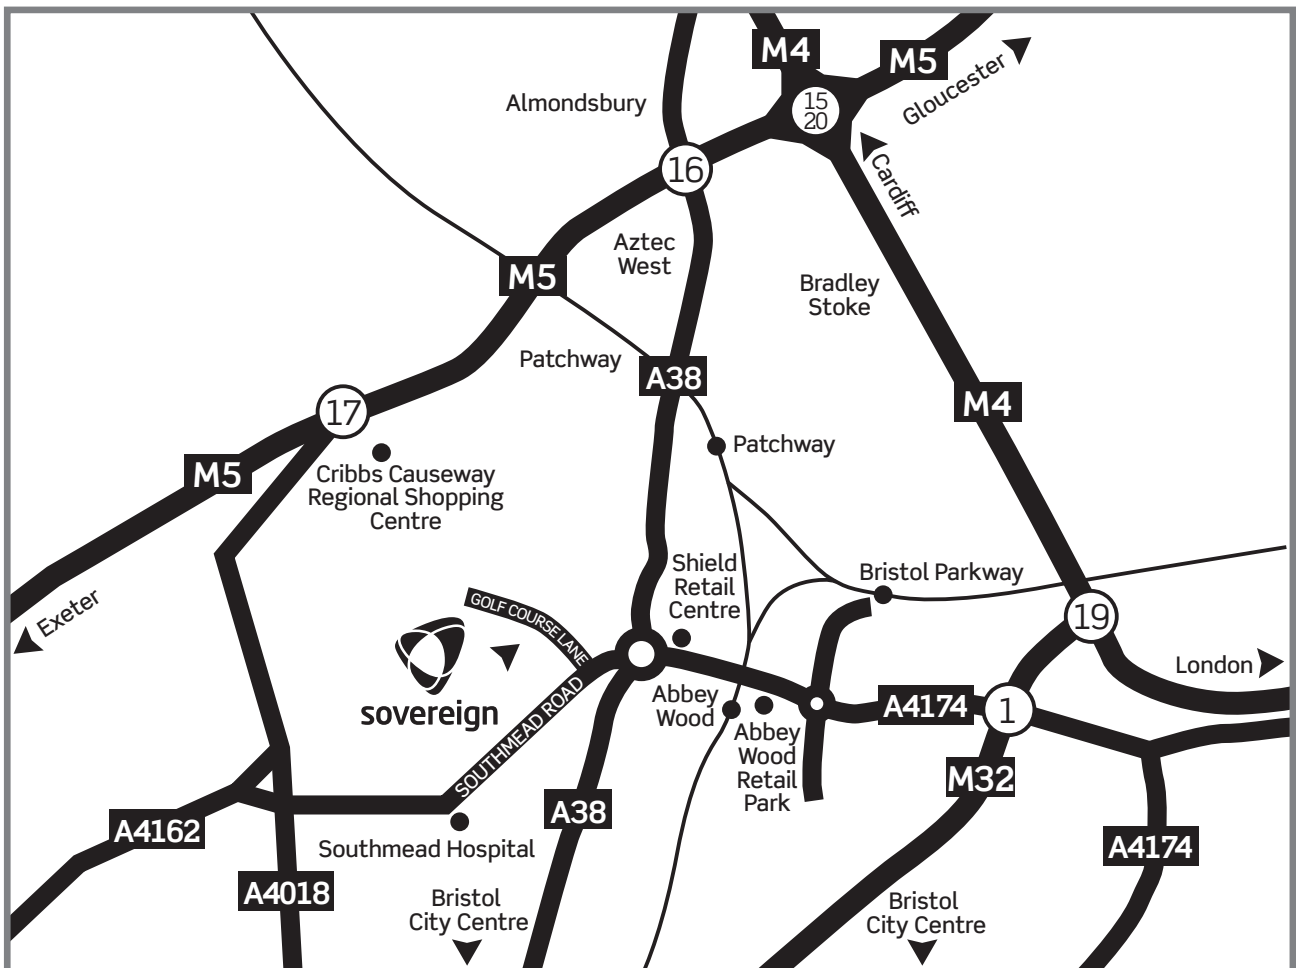 M4
M5
Gloucester
15
20
Almondsbury
Cardiff
16
Aztec
West
M5
Bradley
Stoke
Patchway
A38
M4
17
Patchway
M5
Cribbs Causeway
Regional Shopping
Centre
Shield
Retail
Centre
Bristol Parkway
Exeter
GOLF COURSE LANE
19
London
sovereign
SOUTHMEAD ROAD
Abbey
Wood
A4174
1
Abbey
Wood
Retail
Park
M32
A38
A4162
A4174
Southmead Hospital
A4018
Bristol
City Centre
Bristol
City Centre